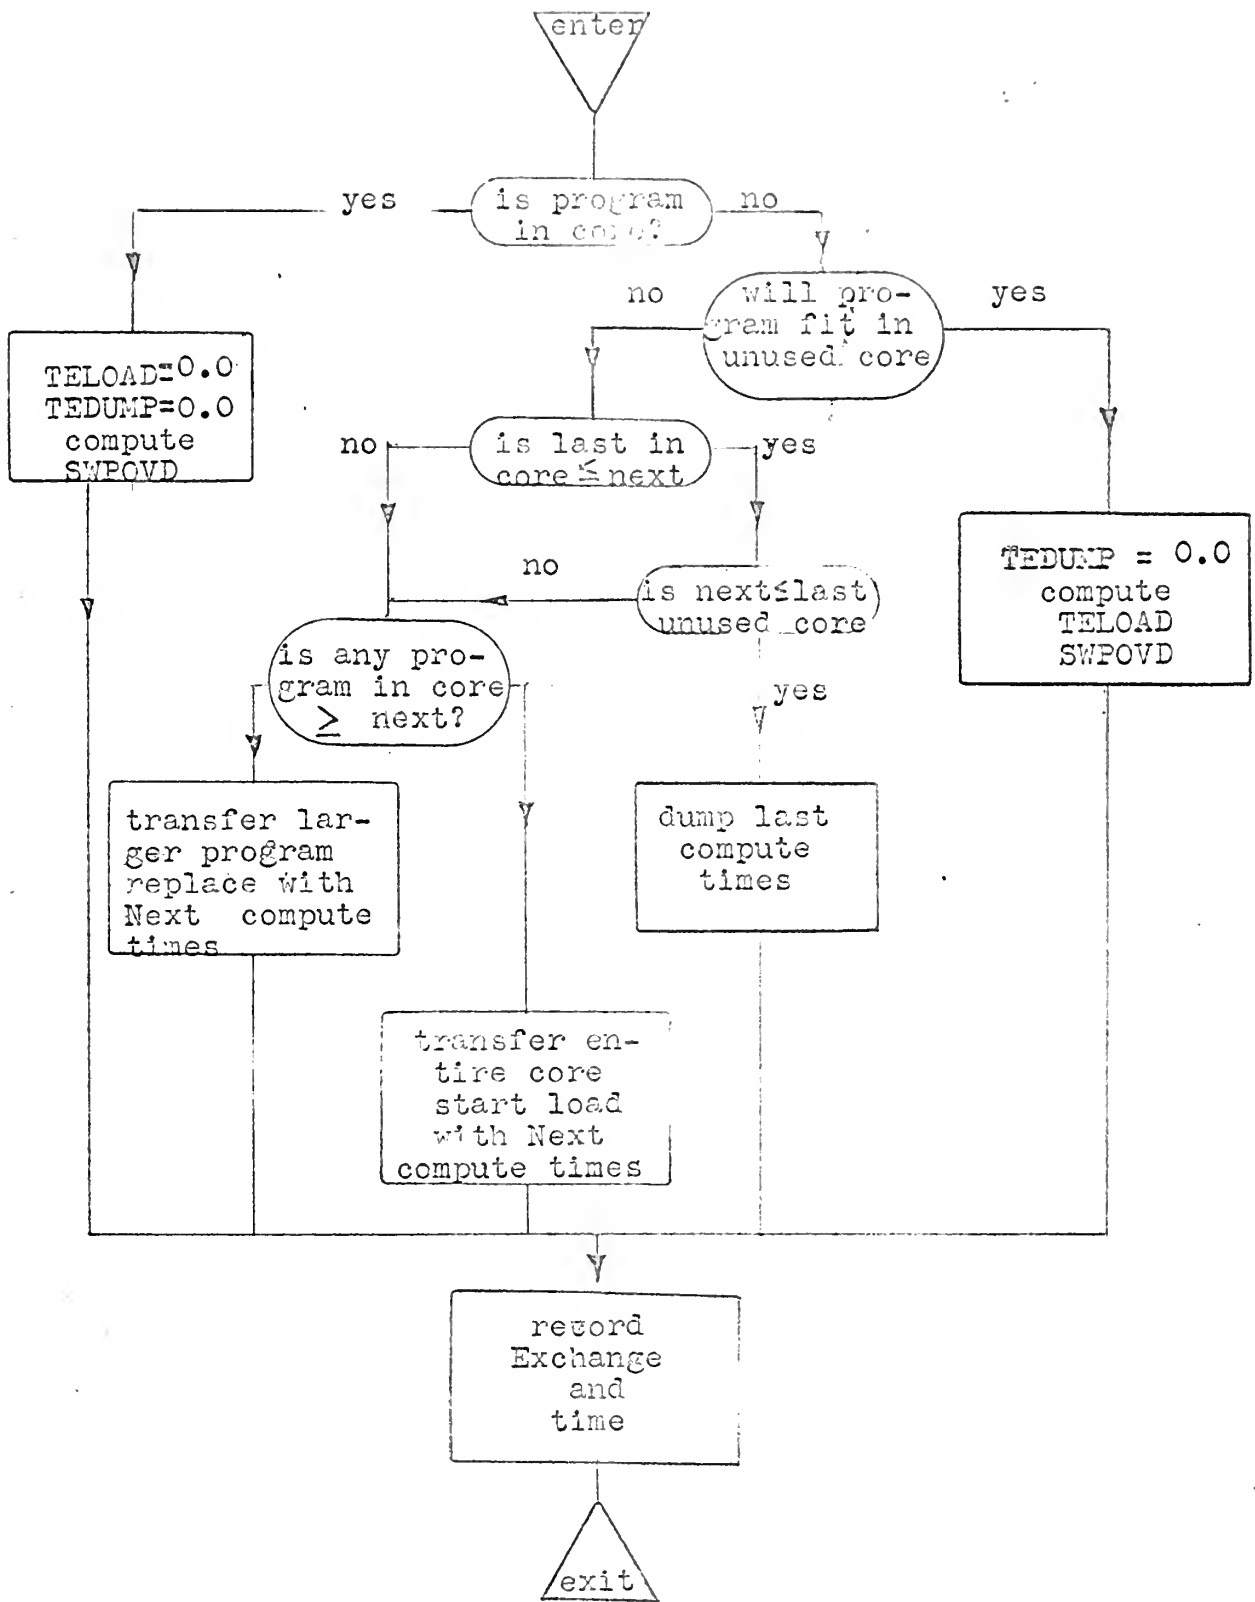 enter
yes
is program
in core?
no
no
will pro-
gram fit in
unused core
yes
TELOAD=0.0
TEDUMP=0.0
compute
SWPOVD
no
is last in
core ≤ next
yes
TEDUMP = 0.0
compute
TELOAD
SWPOVD
no
is next≤last
unused core
is any pro-
gram in core
≥ next?
yes
transfer lar-
ger program
replace with
Next compute
times
dump last
compute
times
transfer en-
tire core
start load
with Next
compute times
record
Exchange
and
time
exit